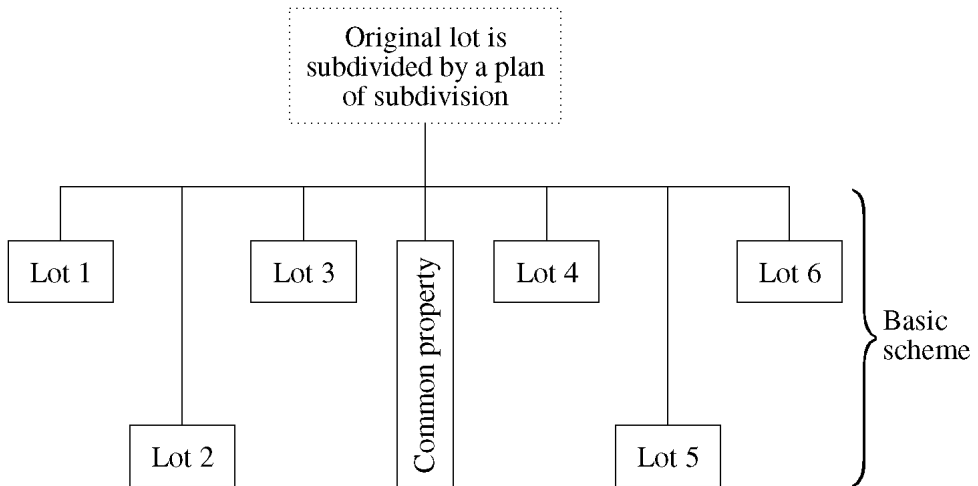 Original lot is
subdivided by a plan
of subdivision
Lot 1
Lot 3
Common property
Lot 4
Lot 6
Basic
scheme
Lot 2
Lot 5